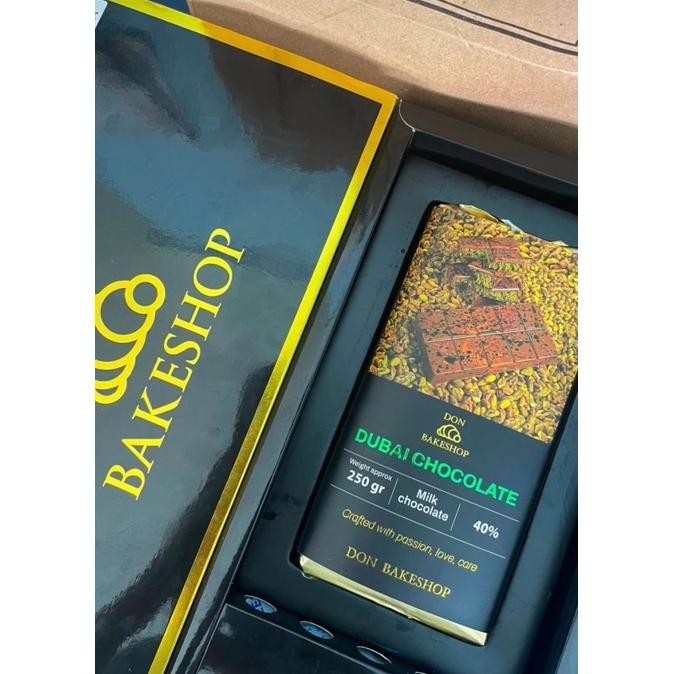 BAKESHOP
DON
BAKESHOP
DUBAI CHOCOLATE
Weight approx
250 gr
Milk
chocolate
40%
Crafted with passion, love, care
DON BAKESHOP